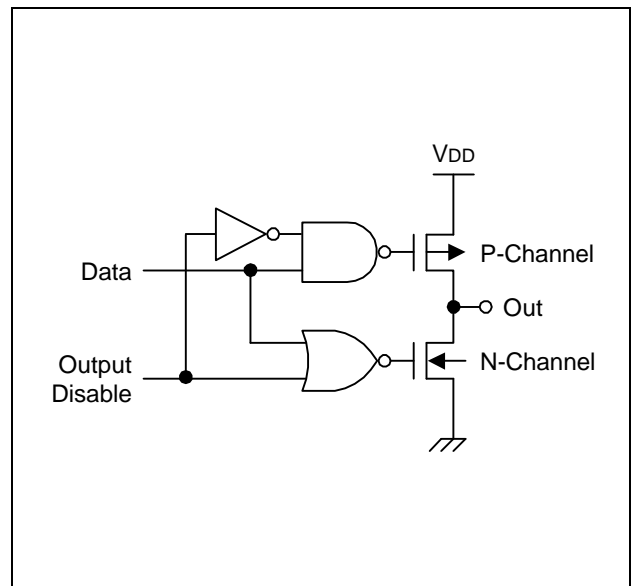 VDD
P-Channel
Data
Out
Output
Disable
N-Channel